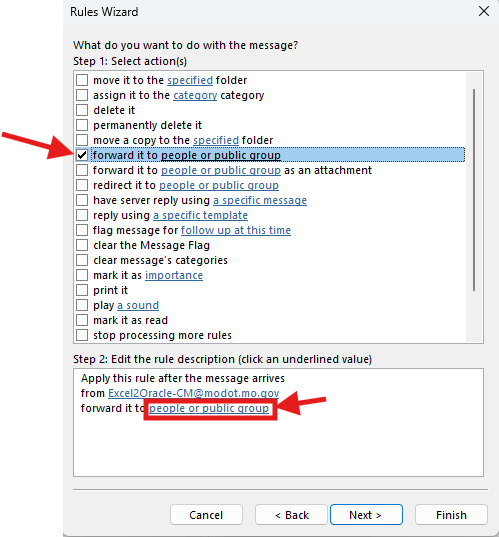 Rules Wizard
What do you want to do with the message?
Step 1: Select action(s)
move it to the specified folder
assign it to the category category
delete it
permanently delete it
move a copy to the specified folder
forward it to people or public group
forward it to people or public group as an attachment
redirect it to people or public group
have server reply using a specific message
reply using a specific template
flag message for follow up at this time
clear the Message Flag
clear message's categories
mark it as importance
print it
play a sound
mark it as read
stop processing more rules
Step 2: Edit the rule description (click an underlined value)
Apply this rule after the message arrives
from Excel2Oracle-CM@modot.mo.gov
forward it to people or public group
Cancel
< Back
Next >
Finish